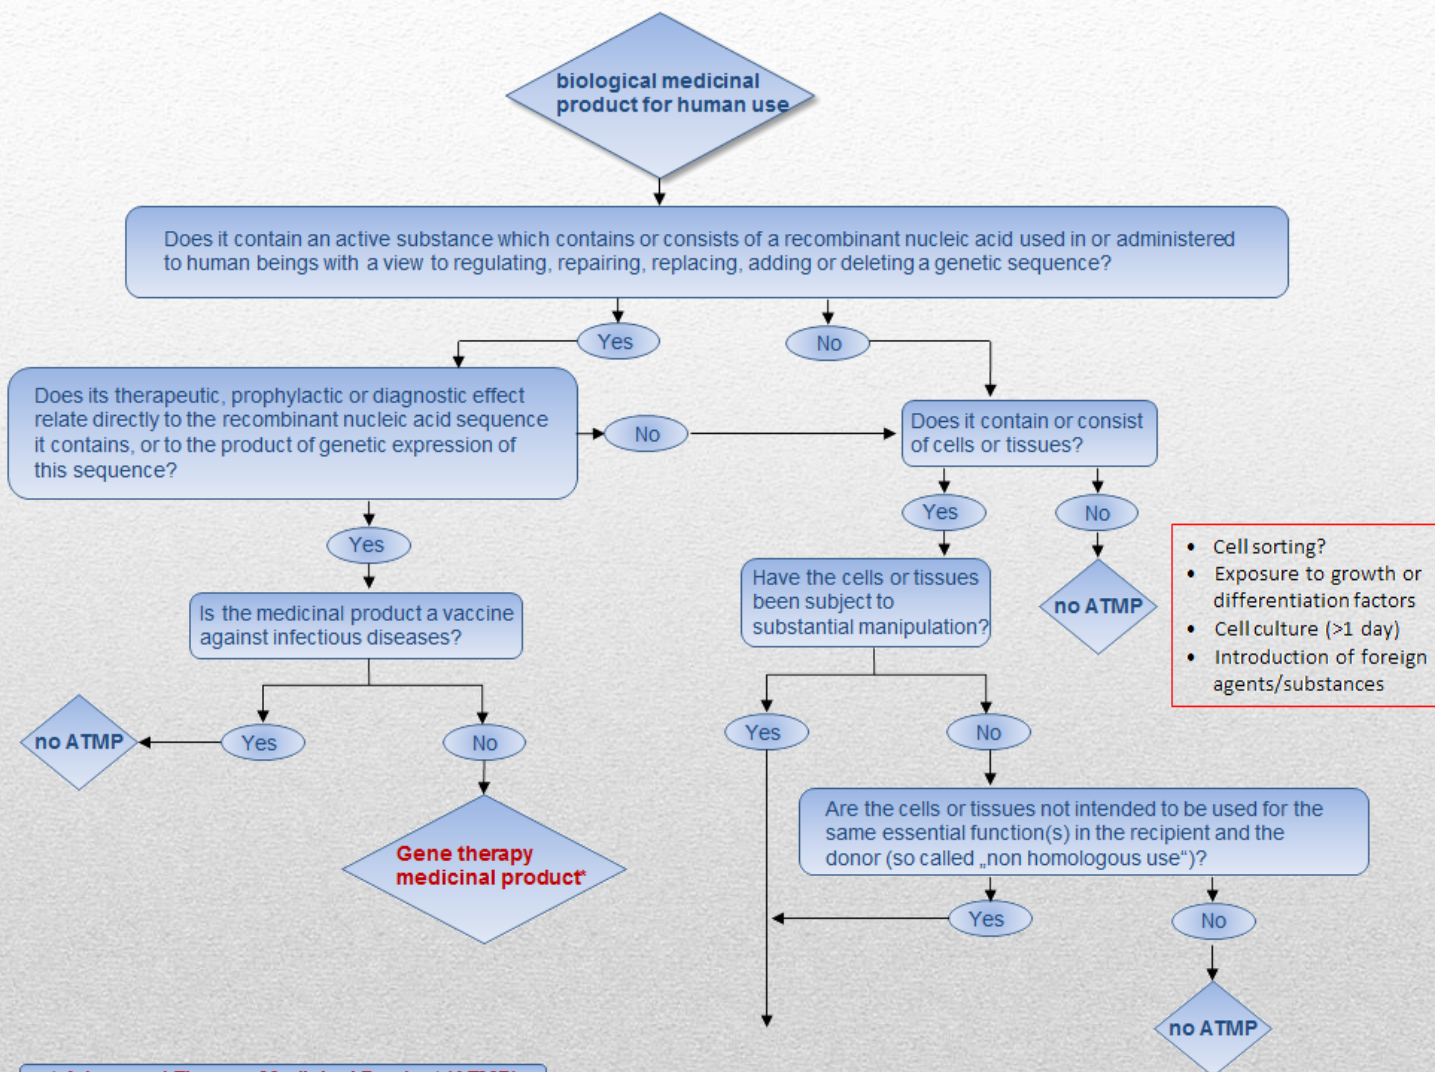 biological medicinal
product for human use
Does it contain an active substance which contains or consists of a recombinant nucleic acid used in or administered
to human beings with a view to regulating, repairing, replacing, adding or deleting a genetic sequence?
Yes
No
Does its therapeutic, prophylactic or diagnostic effect
relate directly to the recombinant nucleic acid sequence
it contains, or to the product of genetic expression of
this sequence?
No
Does it contain or consist
of cells or tissues?
Yes
Yes
No
Is the medicinal product a vaccine
against infectious diseases?
Have the cells or tissues
been subject to
substantial manipulation?
no ATMP
• Cell sorting?
• Exposure to growth or
differentiation factors
• Cell culture (>1 day)
• Introduction of foreign
agents/substances
no ATMP
Yes
No
Yes
No
Gene therapy
medicinal product*
Are the cells or tissues not intended to be used for the
same essential function(s) in the recipient and the
donor (so called „non homologous use“)?
Yes
No
no ATMP